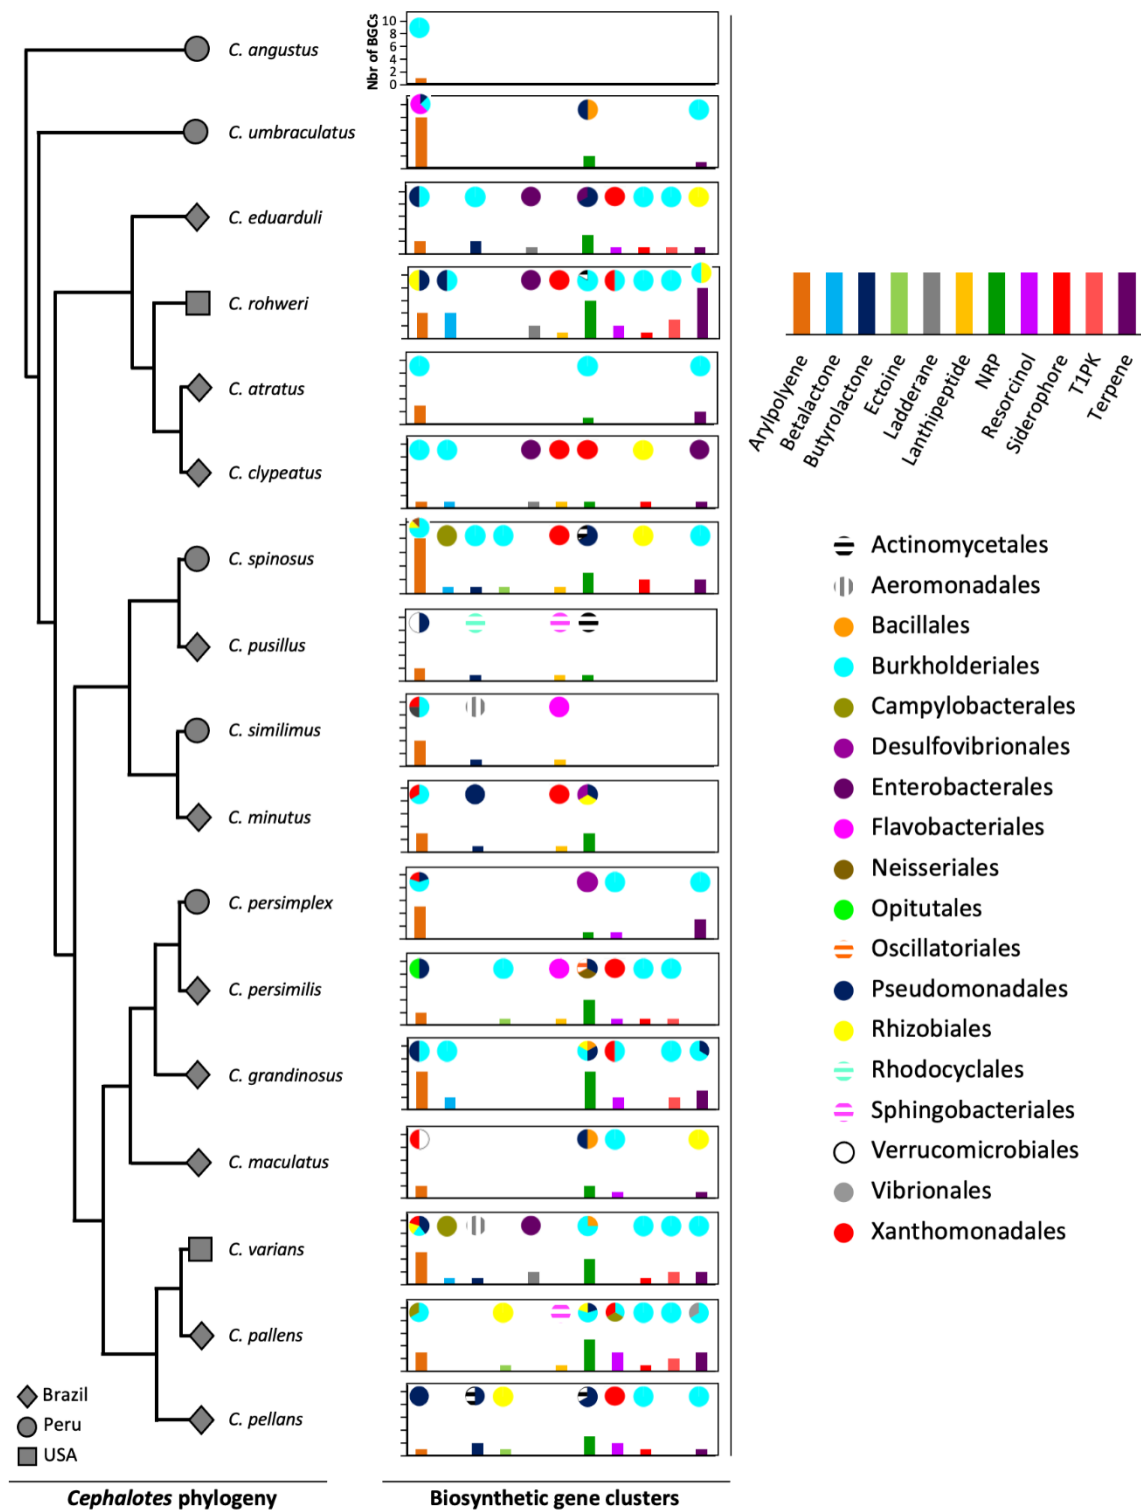 Nbr of BGCs
10
8
6
4
2
0
C. angustus
C. umbraculatus
C. eduarduli
C. rohweri
C. atratus
C. clypeatus
C. spinosus
C. pusillus
C. similimus
C. minutus
C. persimplex
C. persimilis
C. grandinosus
C. maculatus
C. varians
C. pallens
C. pellans
Brazil
Peru
USA
Cephalotes phylogeny
Biosynthetic gene clusters
Arylpolyene
Betalactone
Butyrolactone
Ectoine
Ladderane
Lanthipeptide
NRP
Resorcinol
Siderophore
T1PK
Terpene
Actinomycetales
Aeromonadales
Bacillales
Burkholderiales
Campylobacterales
Desulfovibrionales
Enterobacterales
Flavobacteriales
Neisseriales
Opitutales
Oscillatoriales
Pseudomonadales
Rhizobiales
Rhodocyclales
Sphingobacteriales
Verrucomicrobiales
Vibrionales
Xanthomonadales